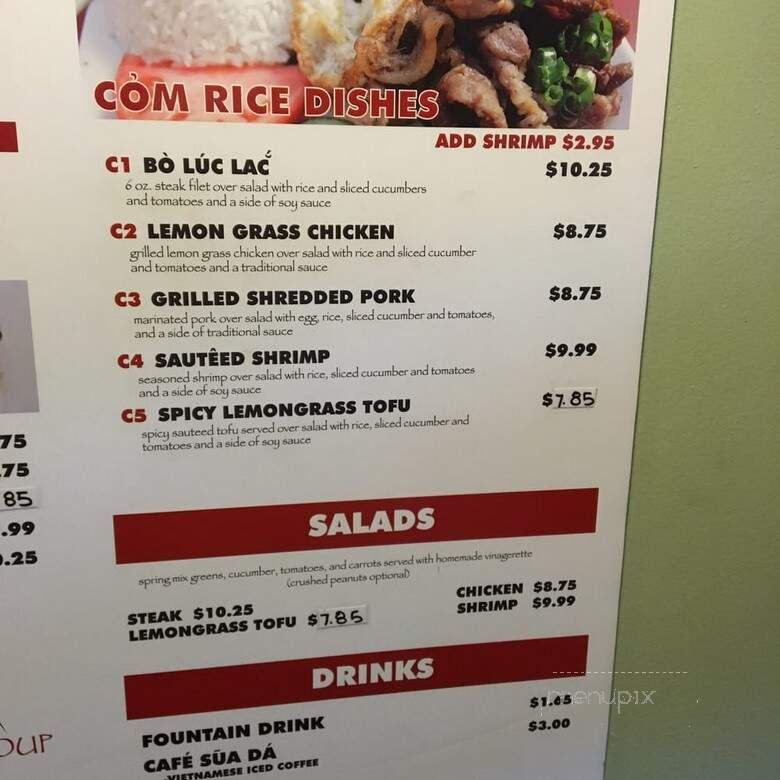 CỎM RICE DISHES
ADD SHRIMP $2.95
C1 BÒ LÚC LAĆ $10.25
6 oz. steak filet over salad with rice and sliced cucumbers
and tomatoes and a side of soy sauce
C2 LEMON GRASS CHICKEN $8.75
grilled lemon grass chicken over salad with rice and sliced cucumber
and tomatoes and a traditional sauce
C3 GRILLED SHREDDED PORK $8.75
marinated pork over salad with egg, rice, sliced cucumber and tomatoes,
and a side of traditional sauce
C4 SAUTÊED SHRIMP $9.99
seasoned shrimp over salad with rice, sliced cucumber and tomatoes
and a side of soy sauce
C5 SPICY LEMONGRASS TOFU $7.85
spicy sauteed tofu served over salad with rice, sliced cucumber and
tomatoes and a side of soy sauce
75
.75
85
.99
.25
SALADS
spring mix greens, cucumber, tomatoes, and carrots served with homemade vinagerette
(crushed peanuts optional)
STEAK $10.25
LEMONGRASS TOFU $7.85
CHICKEN $8.75
SHRIMP $9.99
DRINKS
FOUNTAIN DRINK $1.65
CAFÉ SŨA DÁ $3.00
VIETNAMESE ICED COFFEE
OUP
menupix